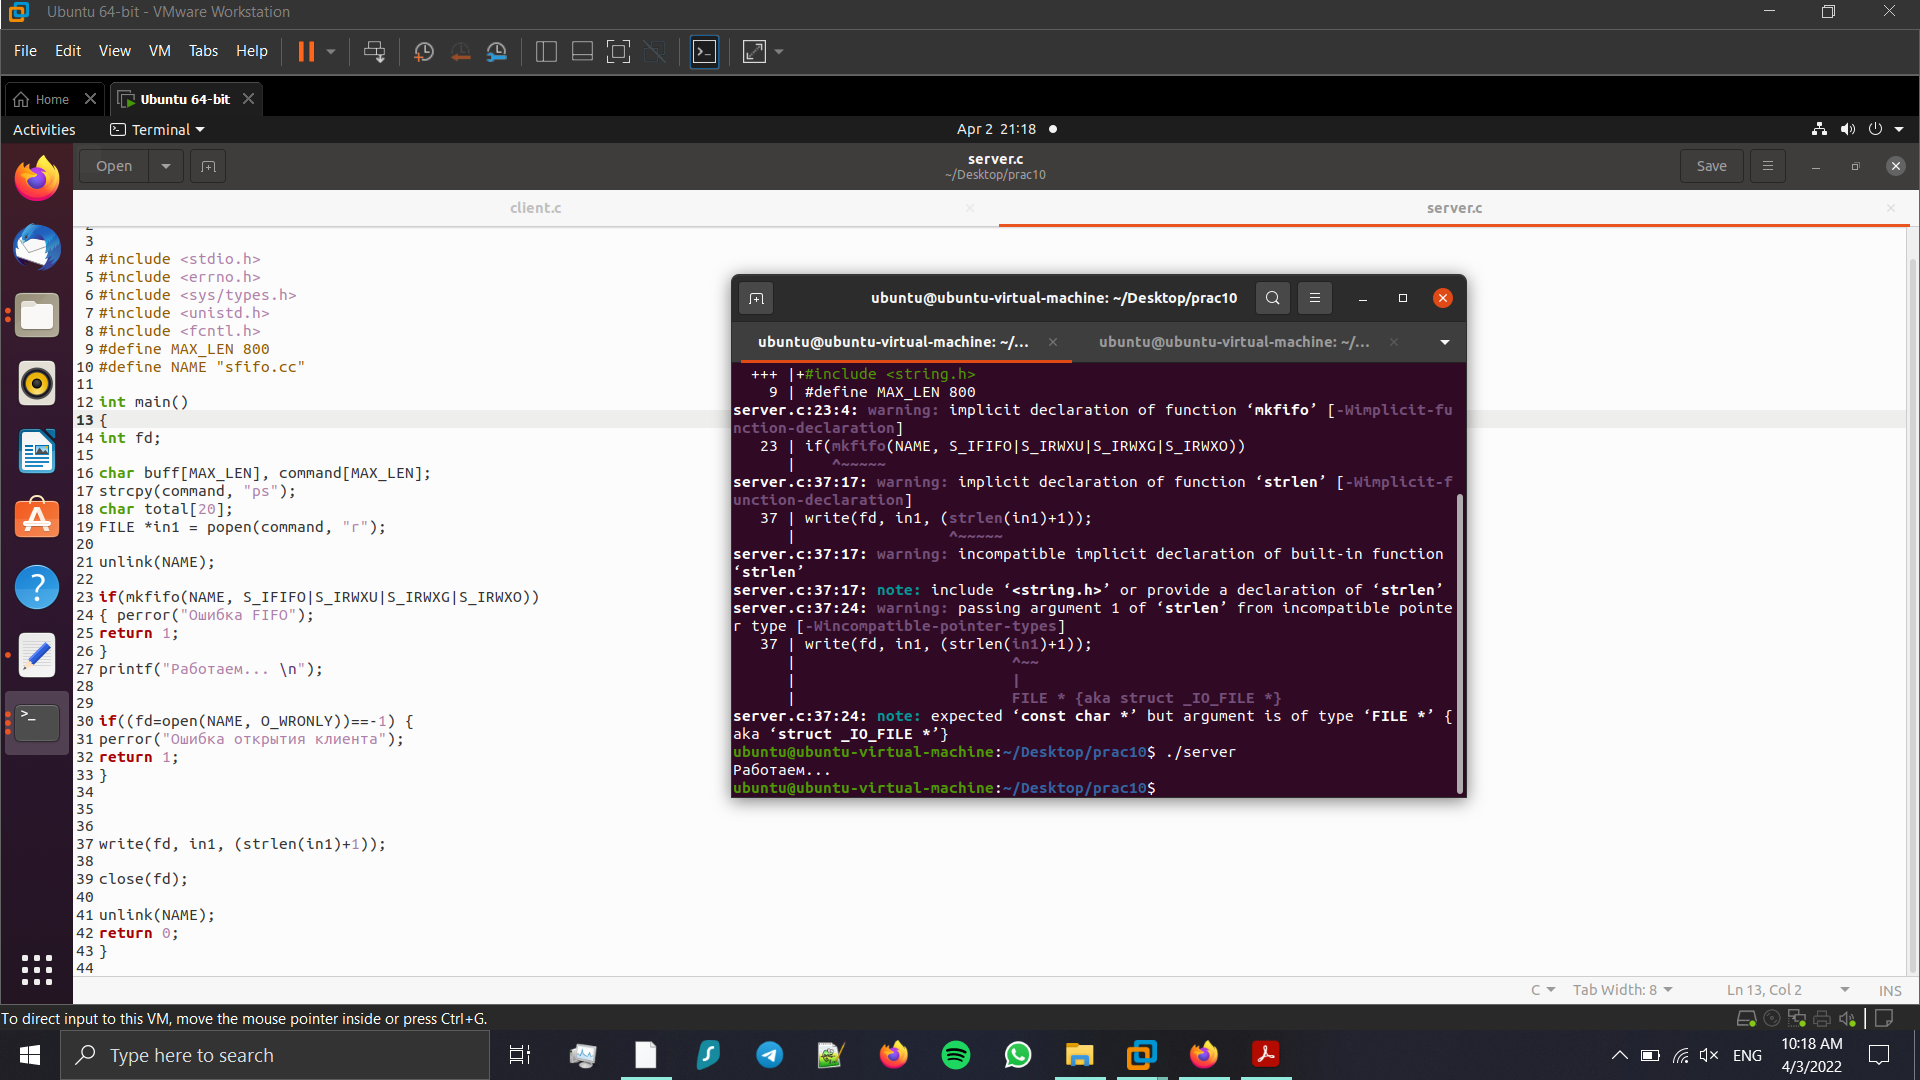 Ubuntu 64-bit - VMware Workstation
File Edit View VM Tabs Help
Home
Ubuntu 64-bit
Activities
Terminal
Apr 2 21:18
Open
server.c
~/Desktop/prac10
Save
client.c
server.c
3
4 #include <stdio.h>
5 #include <errno.h>
6 #include <sys/types.h>
7 #include <unistd.h>
8 #include <fcntl.h>
9 #define MAX_LEN 800
10 #define NAME "sfifo.cc"
11
12 int main()
13 {
14 int fd;
15
16 char buff[MAX_LEN], command[MAX_LEN];
17 strcpy(command, "ps");
18 char total[20];
19 FILE *in1 = popen(command, "r");
20
21 unlink(NAME);
22
23 if(mkfifo(NAME, S_IFIFO|S_IRWXU|S_IRWXG|S_IRWXO))
24 { perror("Ошибка FIFO");
25 return 1;
26 }
27 printf("Работаем... \n");
28
29
30 if((fd=open(NAME, O_WRONLY))==-1) {
31 perror("Ошибка открытия клиента");
32 return 1;
33 }
34
35
36
37 write(fd, in1, (strlen(in1)+1));
38
39 close(fd);
40
41 unlink(NAME);
42 return 0;
43 }
44
ubuntu@ubuntu-virtual-machine: ~/Desktop/prac10
ubuntu@ubuntu-virtual-machine: ~/...
ubuntu@ubuntu-virtual-machine: ~/...
+++ |+#include <string.h>
9 | #define MAX_LEN 800
server.c:23:4: warning: implicit declaration of function ‘mkfifo’ [-Wimplicit-fu
nction-declaration]
23 | if(mkfifo(NAME, S_IFIFO|S_IRWXU|S_IRWXG|S_IRWXO))
| ^~~~~~
server.c:37:17: warning: implicit declaration of function ‘strlen’ [-Wimplicit-f
unction-declaration]
37 | write(fd, in1, (strlen(in1)+1));
| ^~~~~~
server.c:37:17: warning: incompatible implicit declaration of built-in function
‘strlen’
server.c:37:17: note: include ‘<string.h>’ or provide a declaration of ‘strlen’
server.c:37:24: warning: passing argument 1 of ‘strlen’ from incompatible pointe
r type [-Wincompatible-pointer-types]
37 | write(fd, in1, (strlen(in1)+1));
| ^~~
| |
| FILE * {aka struct _IO_FILE *}
server.c:37:24: note: expected ‘const char *’ but argument is of type ‘FILE *’ {
aka ‘struct _IO_FILE *’}
ubuntu@ubuntu-virtual-machine:~/Desktop/prac10$ ./server
Работаем...
ubuntu@ubuntu-virtual-machine:~/Desktop/prac10$
C
Tab Width: 8
Ln 13, Col 2
INS
To direct input to this VM, move the mouse pointer inside or press Ctrl+G.
Type here to search
ENG
10:18 AM
4/3/2022